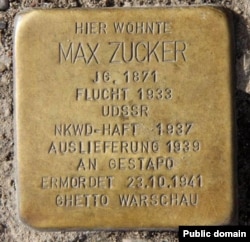 HIER WOHNTE
MAX ZUCKER
JG. 1871
FLUCHT 1933
UDSSR
NKWD-HAFT 1937
AUSLIEFERUNG 1939
AN GESTAPO
ERMORDET 23.10.1941
GHETTO WARSCHAU
Public domain